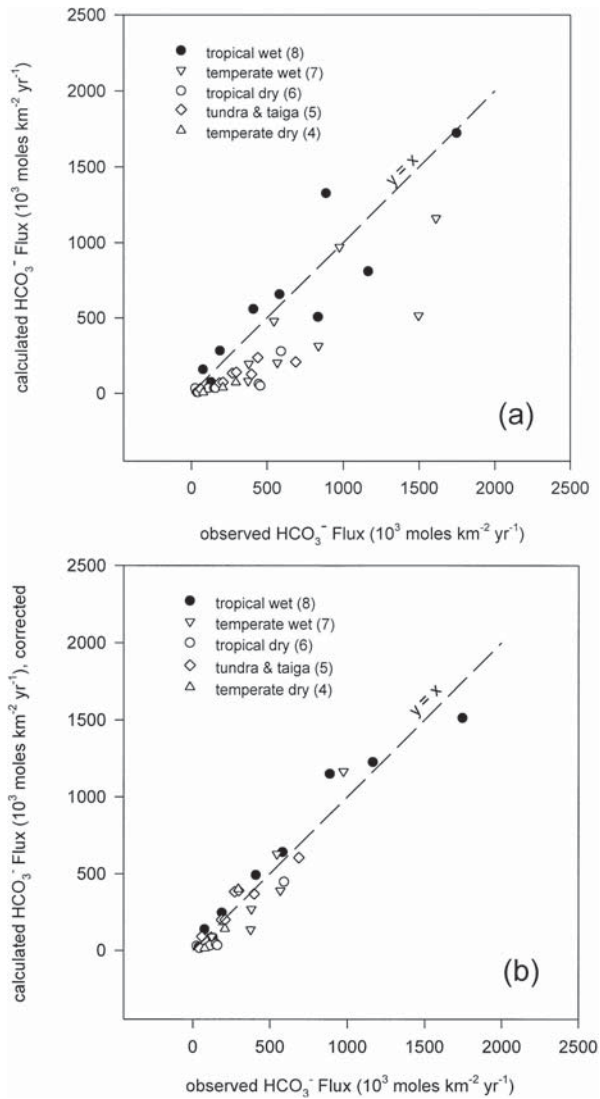 2500
2000
1500
1000
500
0
calculated HCO₃⁻ Flux (10³ moles km⁻² yr⁻¹)
tropical wet (8)
temperate wet (7)
tropical dry (6)
tundra & taiga (5)
temperate dry (4)
y = x
(a)
0 500 1000 1500 2000 2500
observed HCO₃⁻ Flux (10³ moles km⁻² yr⁻¹)
2500
2000
1500
1000
500
0
calculated HCO₃⁻ Flux (10³ moles km⁻² yr⁻¹), corrected
tropical wet (8)
temperate wet (7)
tropical dry (6)
tundra & taiga (5)
temperate dry (4)
y = x
(b)
0 500 1000 1500 2000 2500
observed HCO₃⁻ Flux (10³ moles km⁻² yr⁻¹)